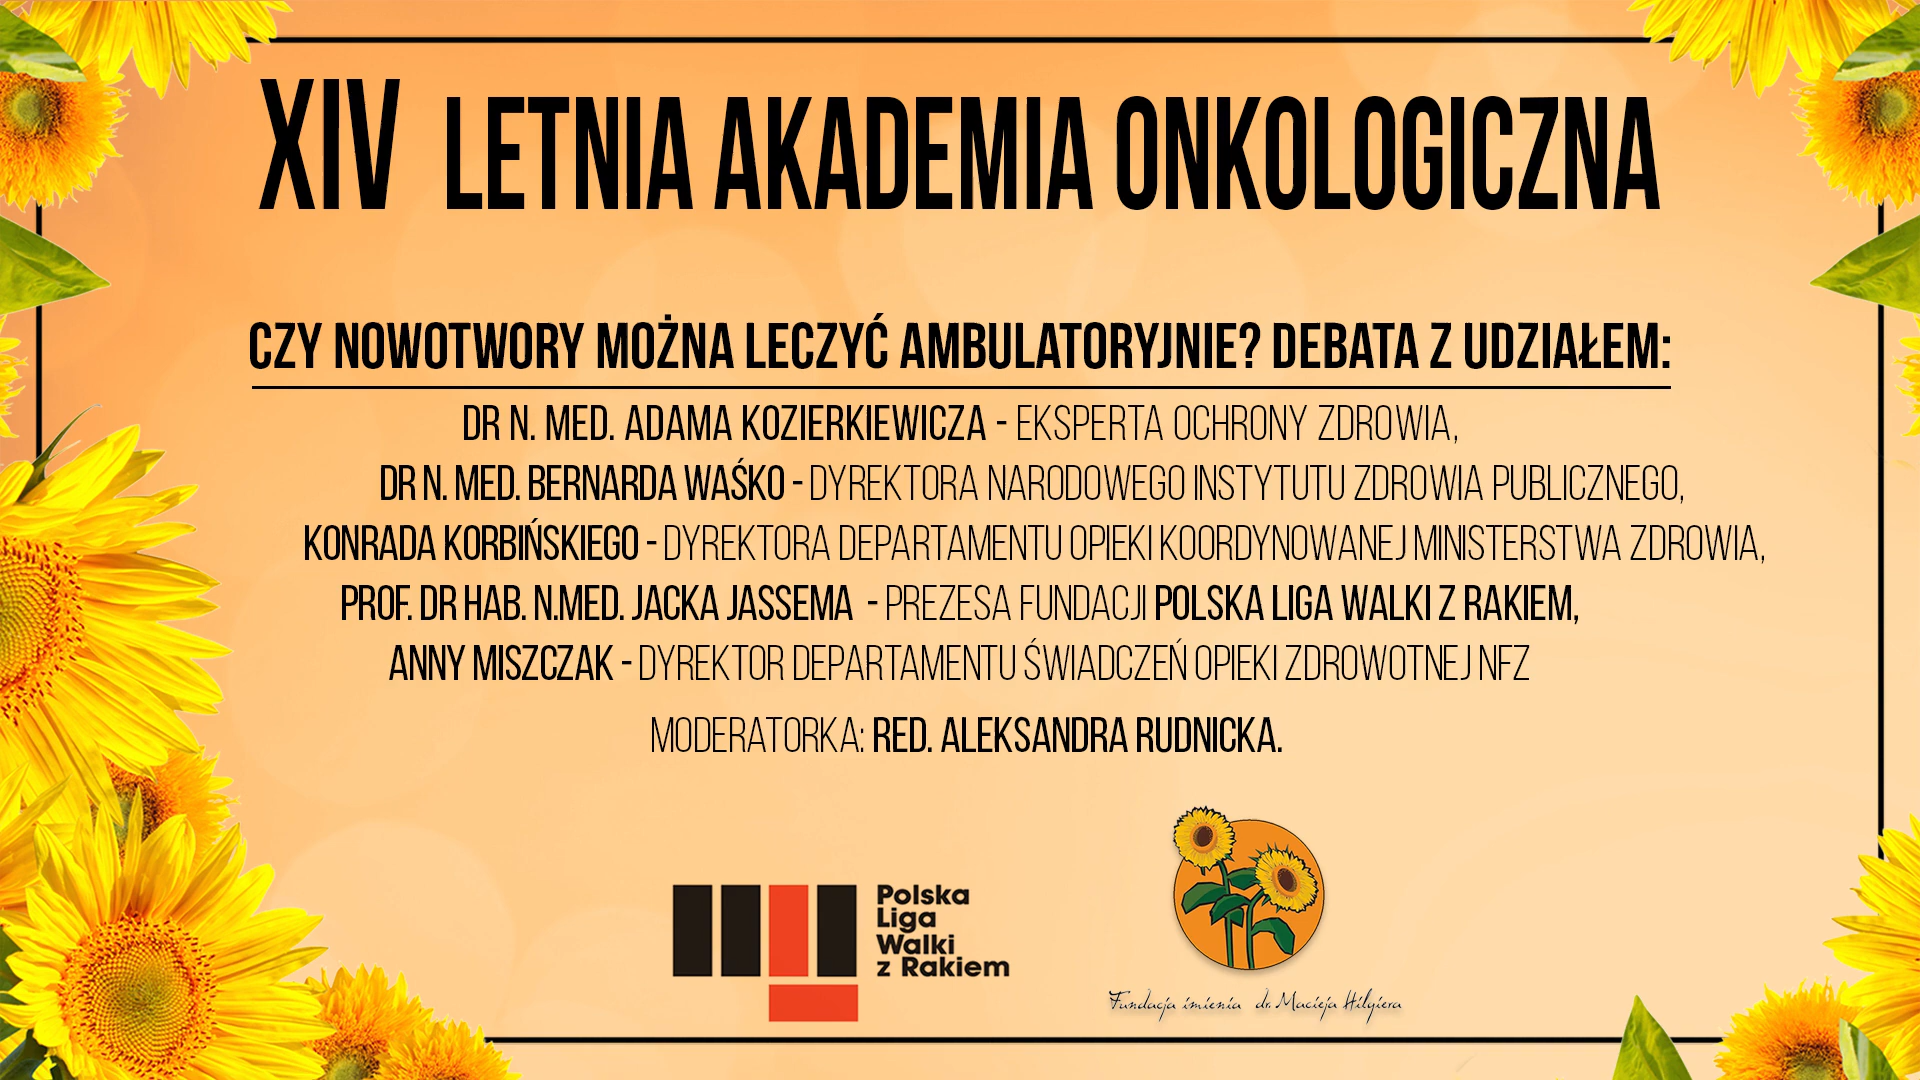 XIV LETNIA AKADEMIA ONKOLOGICZNA
CZY NOWOTWORY MOŻNA LECZYĆ AMBULATORYJNIE? DEBATA Z UDZIAŁEM:
DR N. MED. ADAMA KOZIERKIEWICZA - EKSPERTA OCHRONY ZDROWIA,
DR N. MED. BERNARDA WAŚKO - DYREKTORA NARODOWEGO INSTYTUTU ZDROWIA PUBLICZNEGO,
KONRADA KORBIŃSKIEGO - DYREKTORA DEPARTAMENTU OPIEKI KOORDYNOWANEJ MINISTERSTWA ZDROWIA,
PROF. DR HAB. N.MED. JACKA JASSEMA - PREZESA FUNDACJI POLSKA LIGA WALKI Z RAKIEM,
ANNY MISZCZAK - DYREKTOR DEPARTAMENTU ŚWIADCZEŃ OPIEKI ZDROWOTNEJ NFZ
MODERATORKA: RED. ALEKSANDRA RUDNICKA.
Polska
Liga
Walki
z Rakiem
Fundacja imienia dr. Macieja Hilgiera